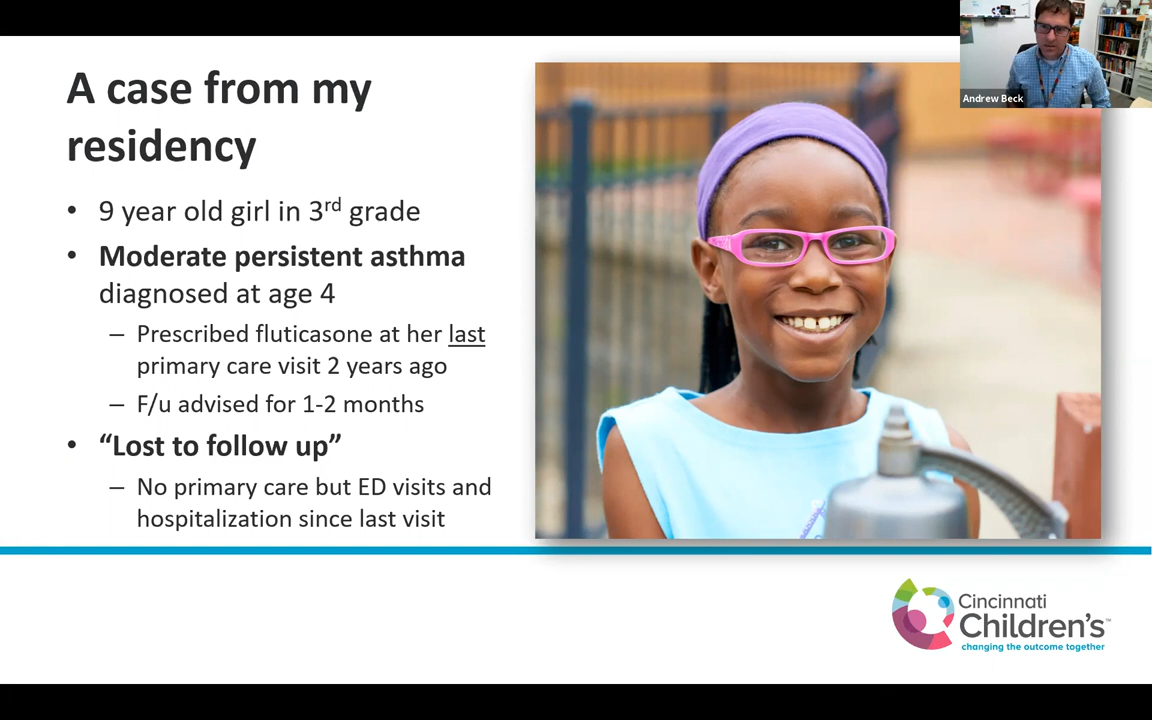 A case from my
residency
• 9 year old girl in 3rd grade
• Moderate persistent asthma
diagnosed at age 4
– Prescribed fluticasone at her last
primary care visit 2 years ago
– F/u advised for 1-2 months
• “Lost to follow up”
– No primary care but ED visits and
hospitalization since last visit
Andrew Beck
Cincinnati
Children's™
changing the outcome together